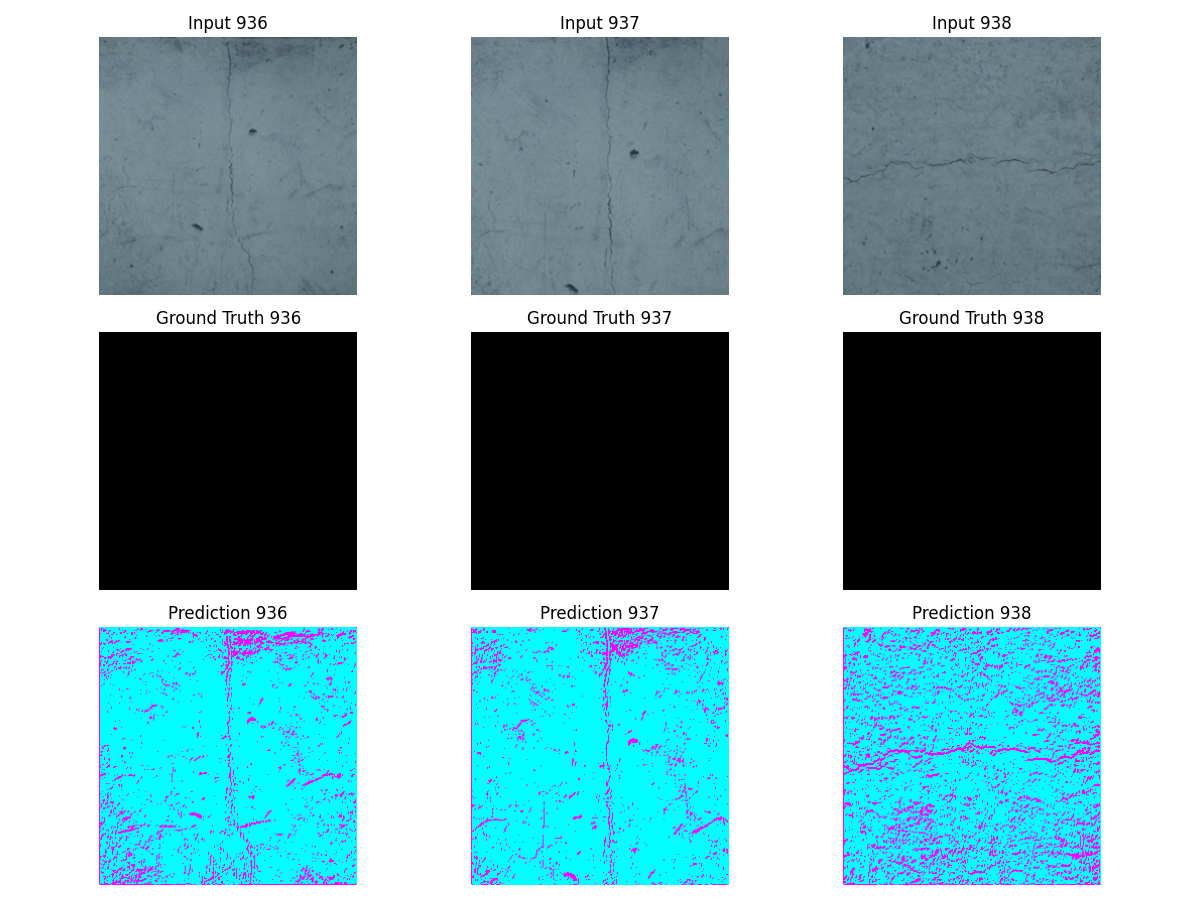 Input 936
Input 937
Input 938
Ground Truth 936
Ground Truth 937
Ground Truth 938
Prediction 936
Prediction 937
Prediction 938